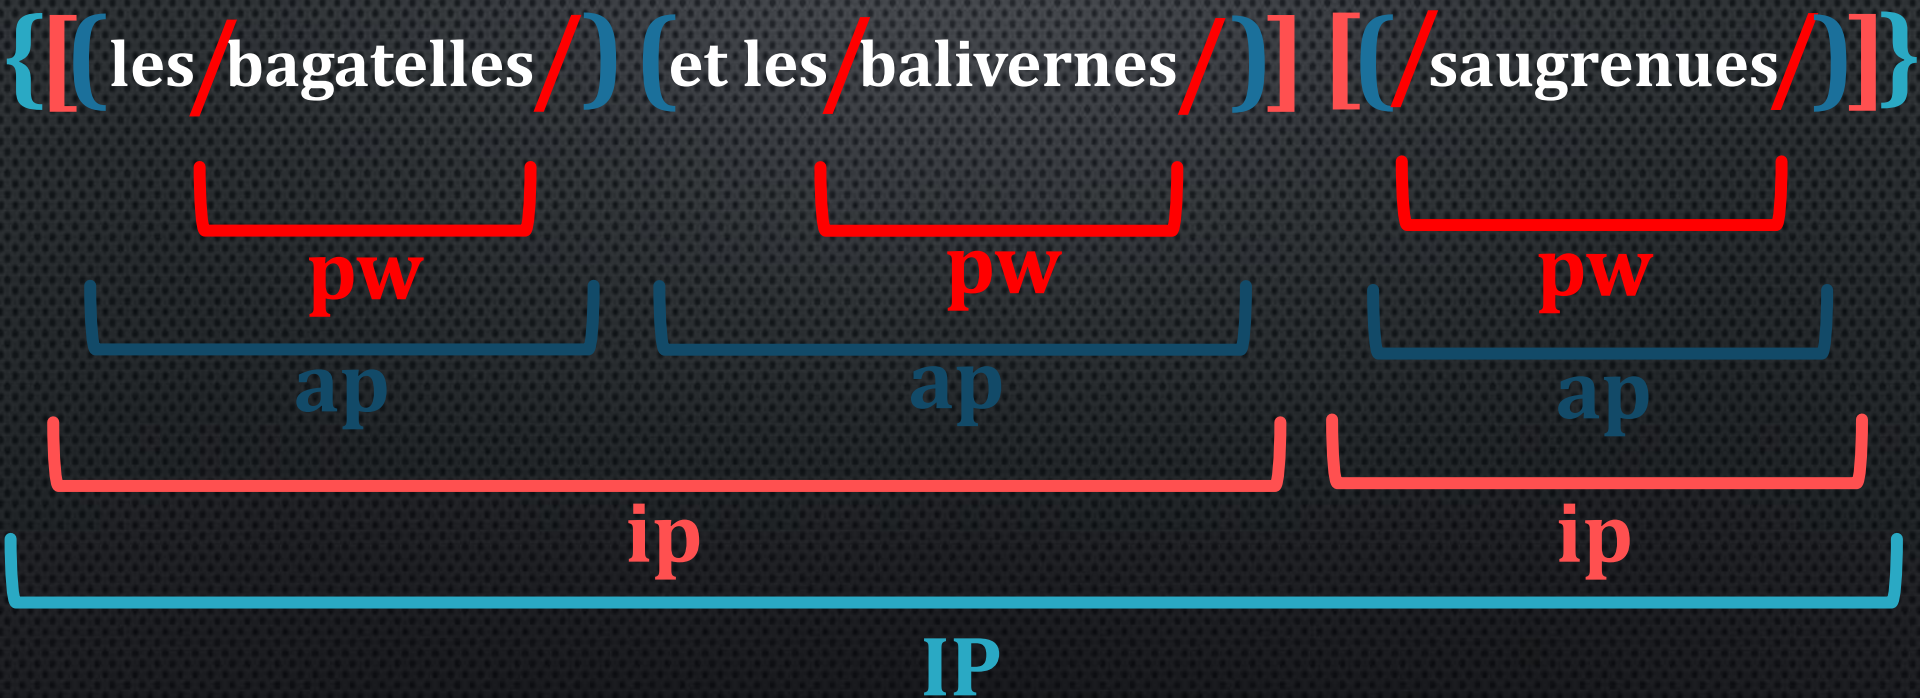 {[(les/bagatelles/) (et les/balivernes/)] [(/saugrenues/)]}
pw pw pw
ap ap ap
ip ip
IP